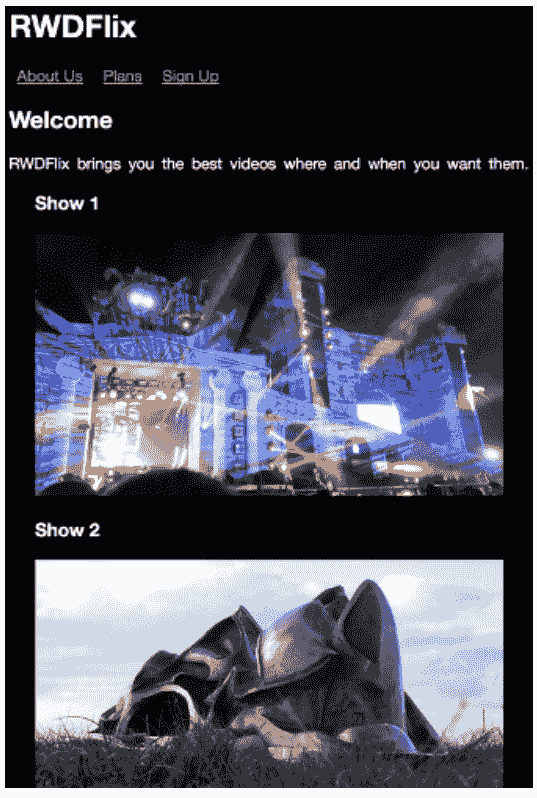 RWDFlix
About Us Plans Sign Up
Welcome
RWDFlix brings you the best videos where and when you want them.
Show 1
Show 2